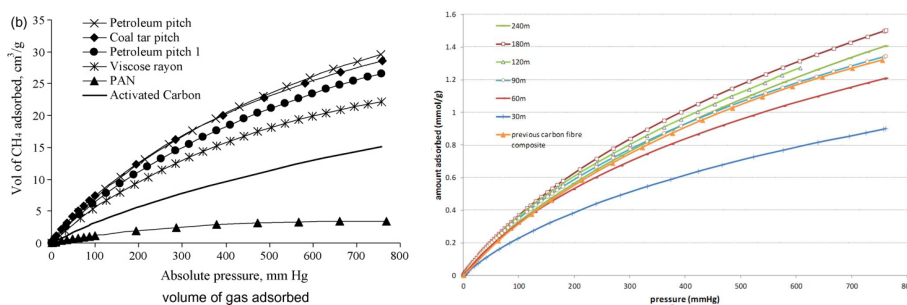 (b)
Petroleum pitch
Coal tar pitch
Petroleum pitch 1
Viscose rayon
PAN
Activated Carbon
Vol of CH4 adsorbed, cm³/g
35
30
25
20
15
10
5
0
0 100 200 300 400 500 600 700 800
Absolute pressure, mm Hg
volume of gas adsorbed
240m
180m
120m
90m
60m
30m
previous carbon fibre
composite
amount adsorbed (mmol/g)
1.6
1.4
1.2
1.0
0.8
0.6
0.4
0.2
0
0 100 200 300 400 500 600 700 80
pressure (mmHg)